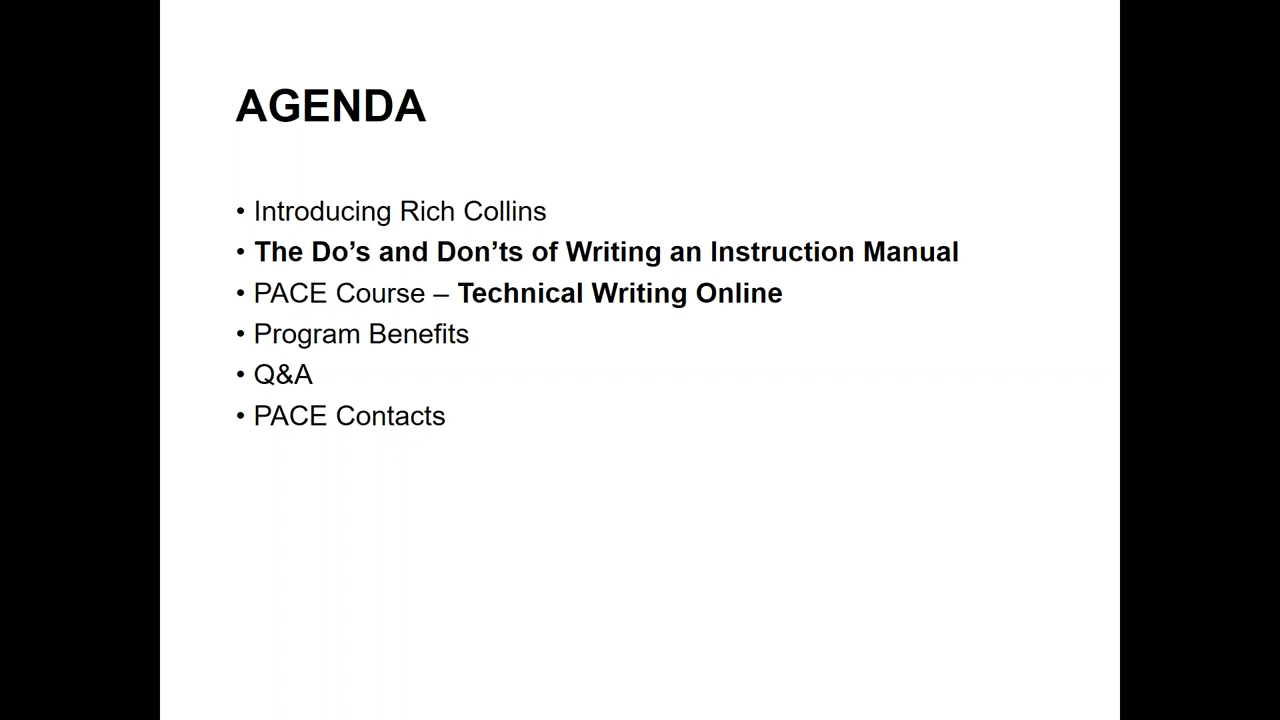 AGENDA
• Introducing Rich Collins
• The Do’s and Don’ts of Writing an Instruction Manual
• PACE Course – Technical Writing Online
• Program Benefits
• Q&A
• PACE Contacts